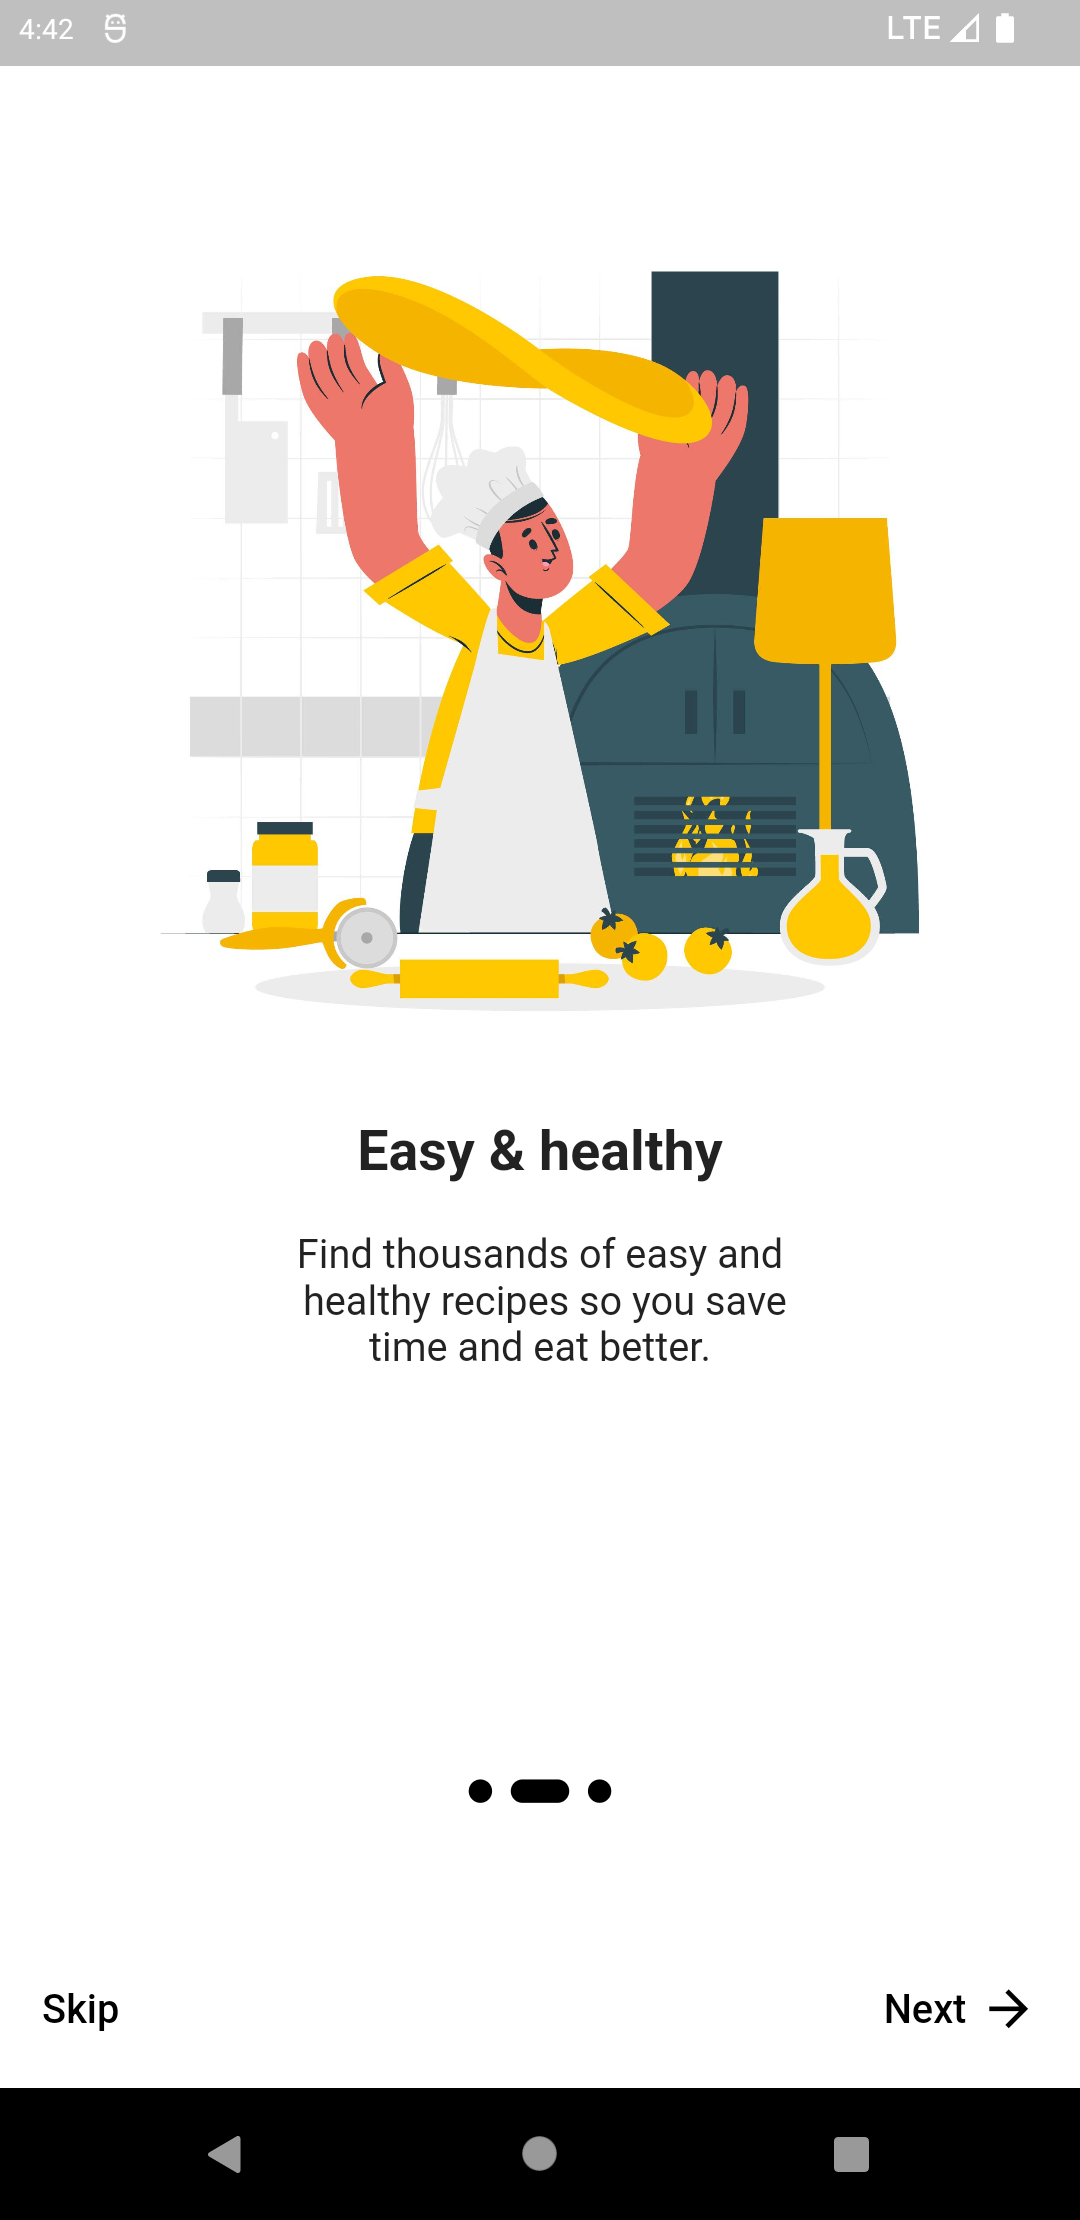 4:42 LTE
Easy & healthy
Find thousands of easy and
healthy recipes so you save
time and eat better.
Skip Next